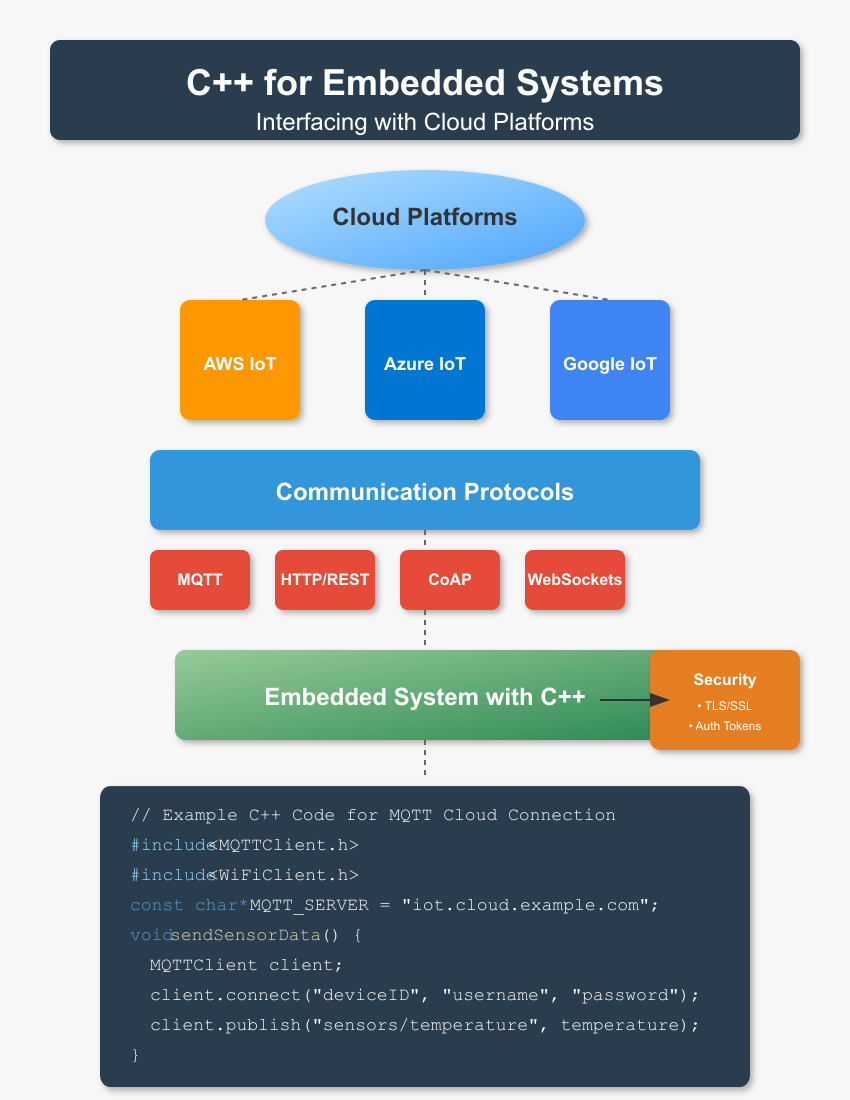 C++ for Embedded Systems
Interfacing with Cloud Platforms
Cloud Platforms
AWS IoT
Azure IoT
Google IoT
Communication Protocols
MQTT
HTTP/REST
CoAP
WebSockets
Embedded System with C++
Security
• TLS/SSL
• Auth Tokens
// Example C++ Code for MQTT Cloud Connection
#include <MQTTClient.h>
#include <WiFiClient.h>
const char* MQTT_SERVER = "iot.cloud.example.com";
void sendSensorData() {
client.connect("deviceID", "username", "password");
client.publish("sensors/temperature", temperature);
}